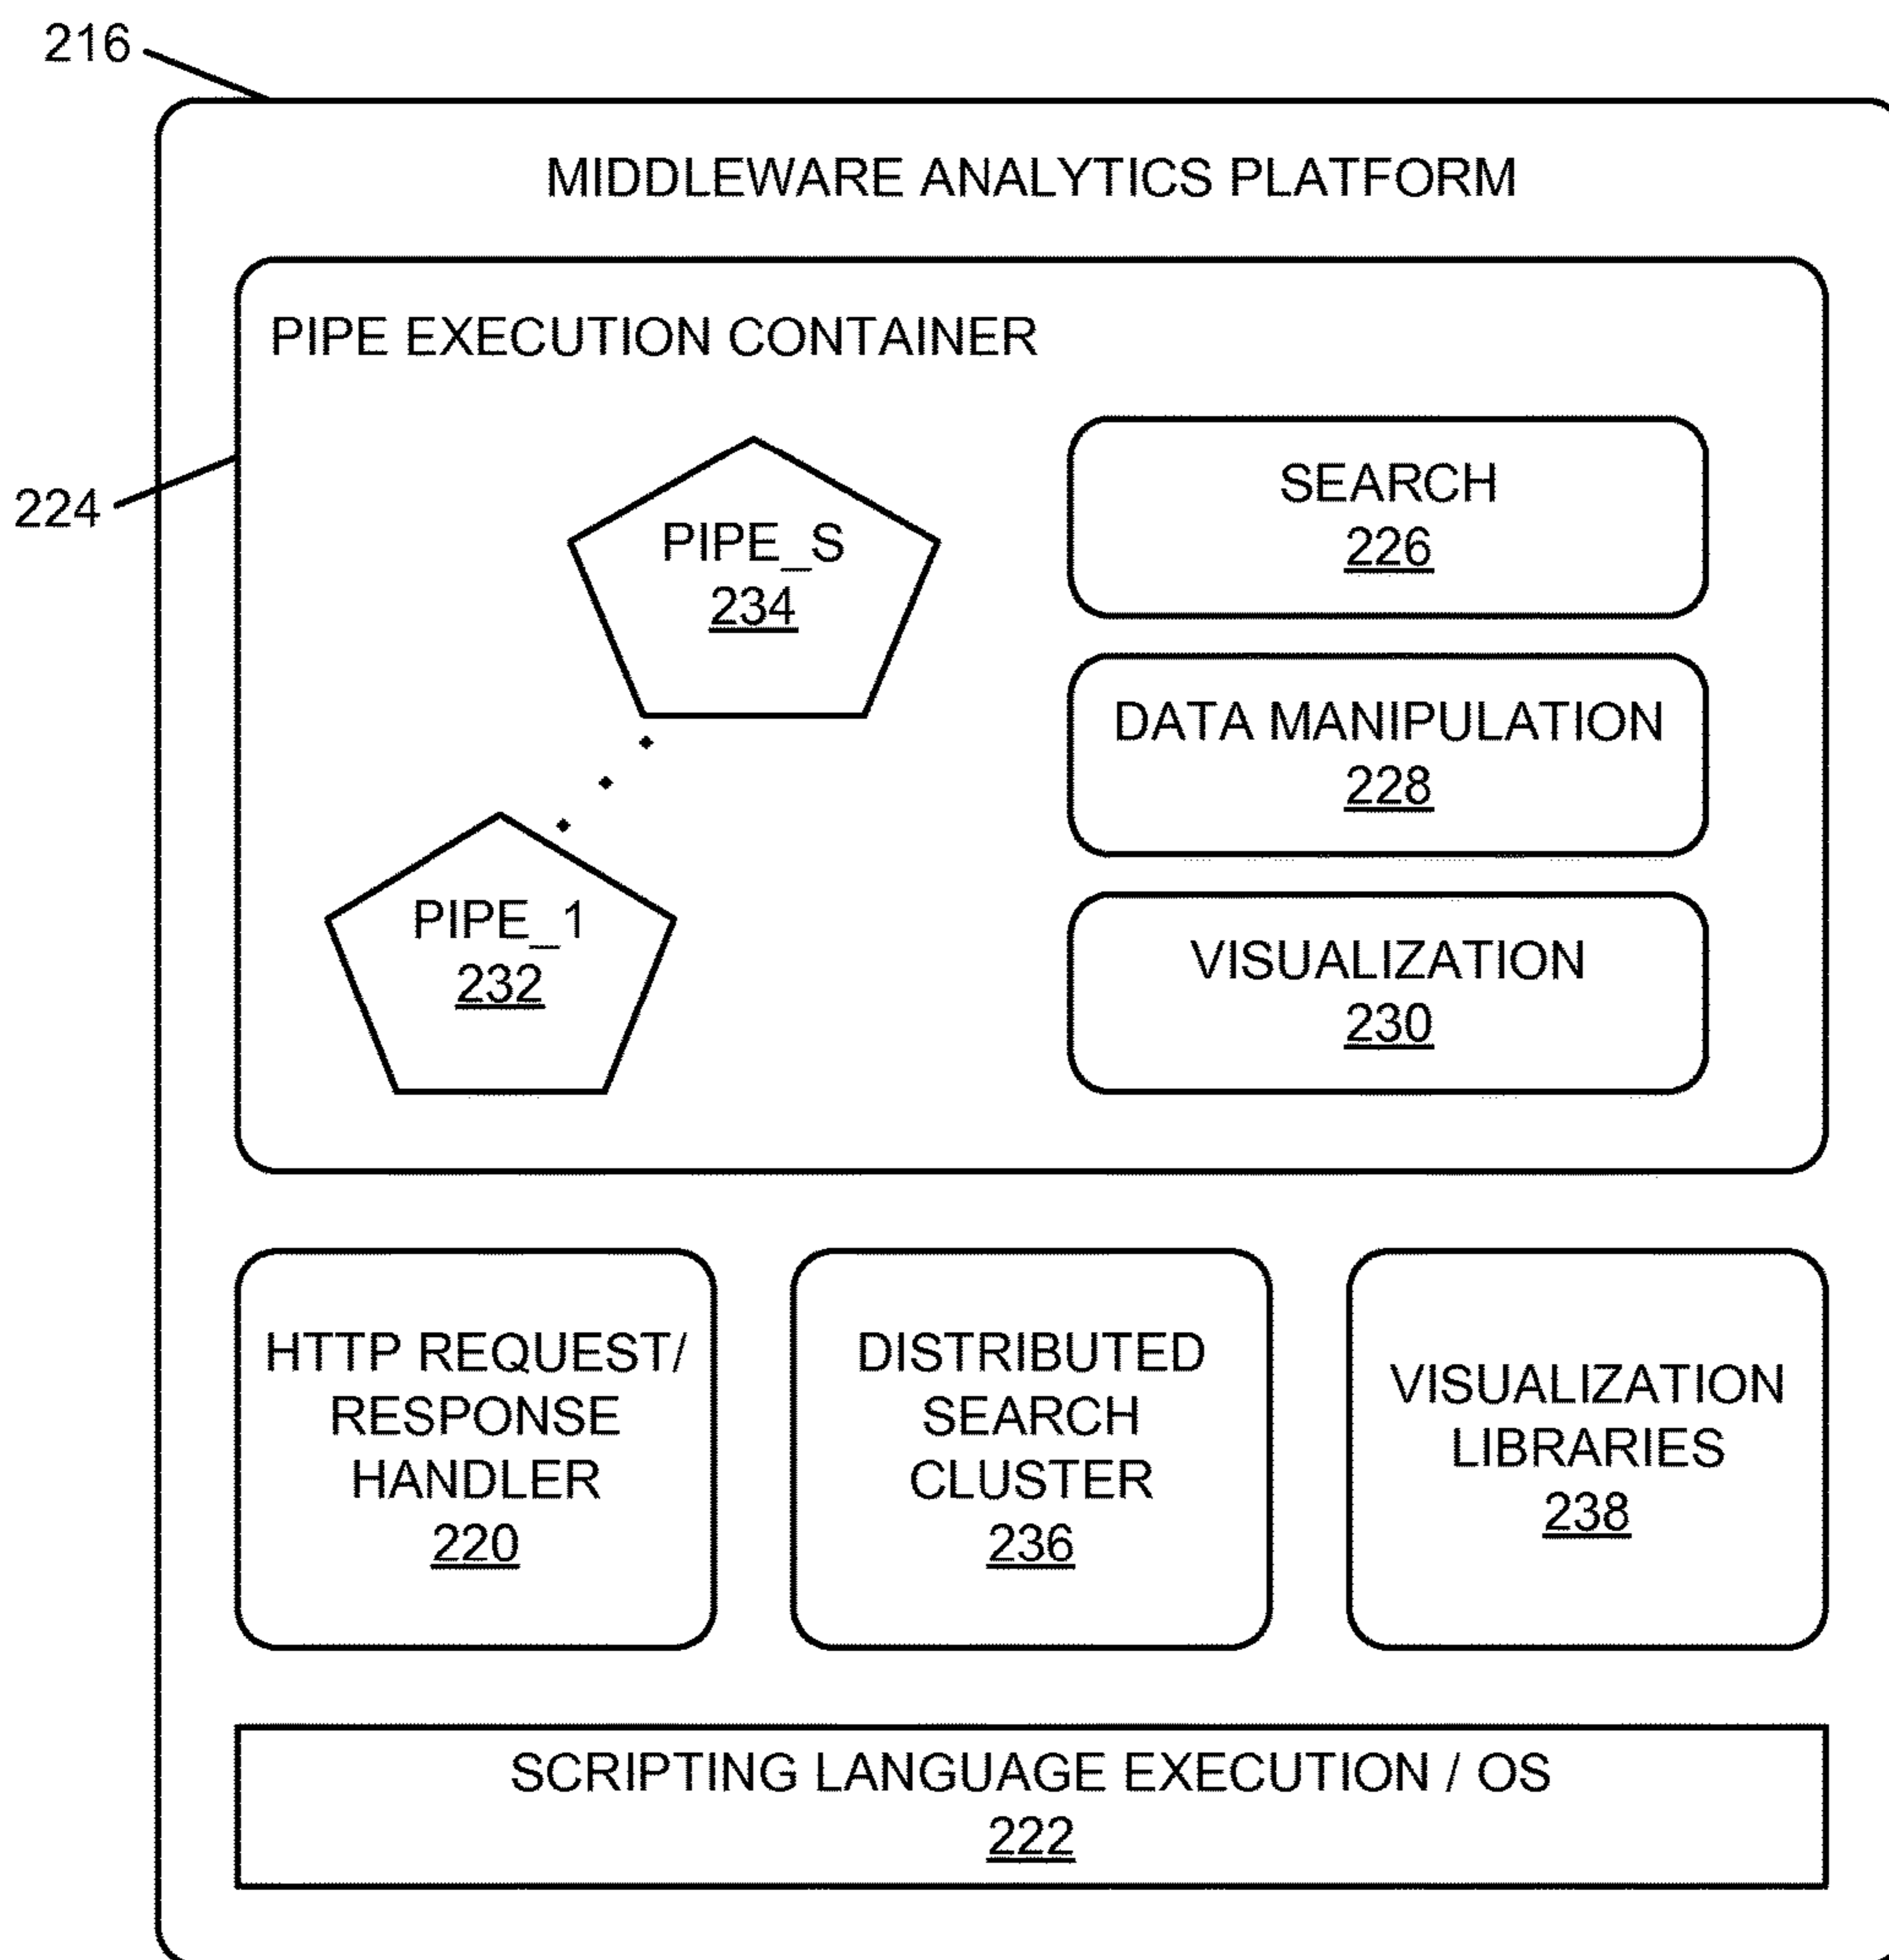 216
MIDDLEWARE ANALYTICS PLATFORM
PIPE EXECUTION CONTAINER
224
PIPE_S
234
PIPE_1
232
SEARCH
226
DATA MANIPULATION
228
VISUALIZATION
230
HTTP REQUEST/
RESPONSE
HANDLER
220
DISTRIBUTED
SEARCH
CLUSTER
236
VISUALIZATION
LIBRARIES
238
SCRIPTING LANGUAGE EXECUTION / OS
222